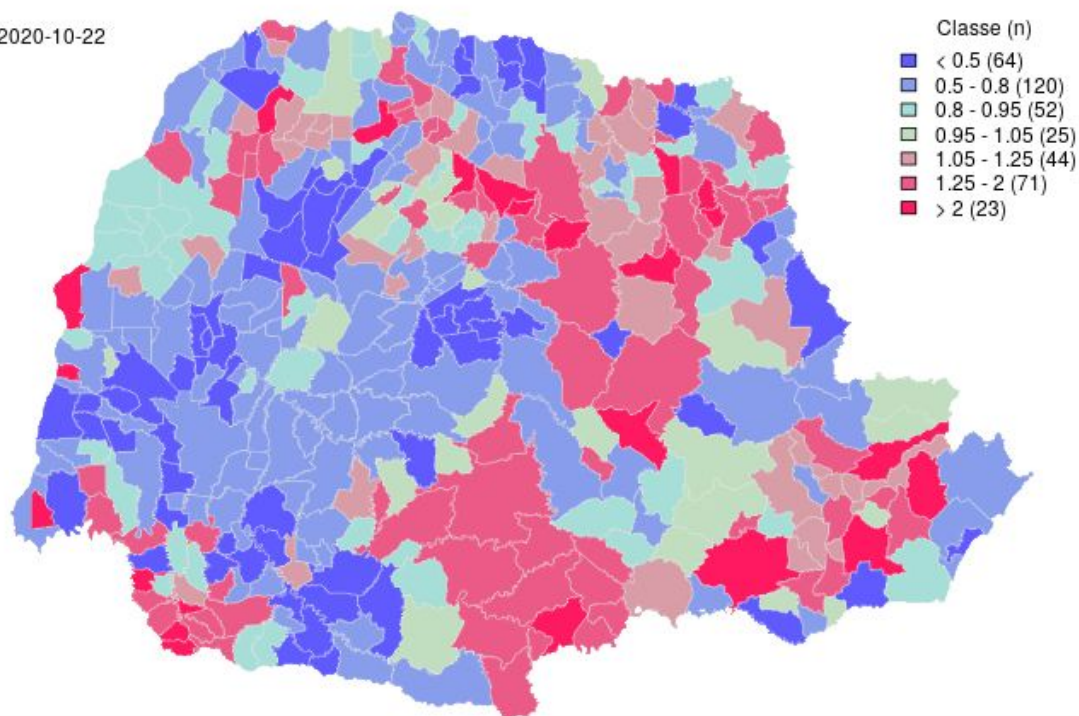 2020-10-22
Classe (n)
< 0.5 (64)
0.5 - 0.8 (120)
0.8 - 0.95 (52)
0.95 - 1.05 (25)
1.05 - 1.25 (44)
1.25 - 2 (71)
> 2 (23)